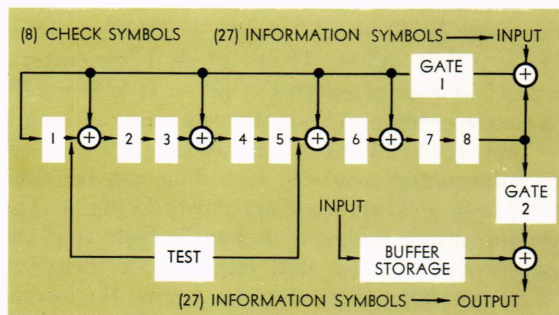 (8) CHECK SYMBOLS (27) INFORMATION SYMBOLS INPUT
GATE 1
1 2 3 4 5 6 7 8
GATE 2
INPUT
TEST
BUFFER STORAGE
(27) INFORMATION SYMBOLS OUTPUT